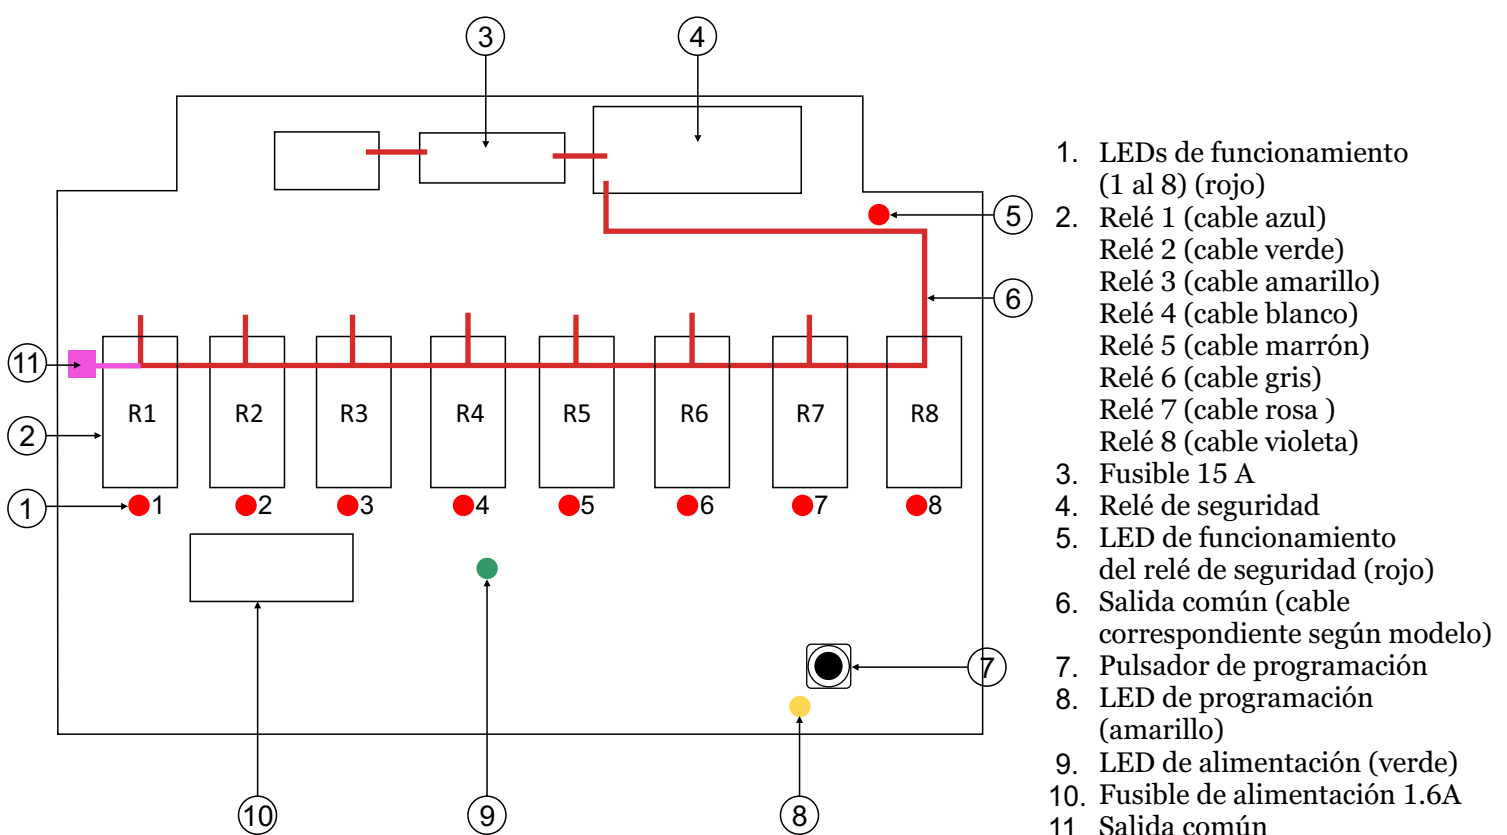 3
4
5
6
11
R1
R2
R3
R4
R5
R6
R7
R8
2
1
1
2
3
4
5
6
7
8
7
10
9
8
1. LEDs de funcionamiento
(1 al 8) (rojo)
2. Relé 1 (cable azul)
Relé 2 (cable verde)
Relé 3 (cable amarillo)
Relé 4 (cable blanco)
Relé 5 (cable marrón)
Relé 6 (cable gris)
Relé 7 (cable rosa )
Relé 8 (cable violeta)
3. Fusible 15 A
4. Relé de seguridad
5. LED de funcionamiento
del relé de seguridad (rojo)
6. Salida común (cable
correspondiente según modelo)
7. Pulsador de programación
8. LED de programación
(amarillo)
9. LED de alimentación (verde)
10. Fusible de alimentación 1.6A
11 Salida común